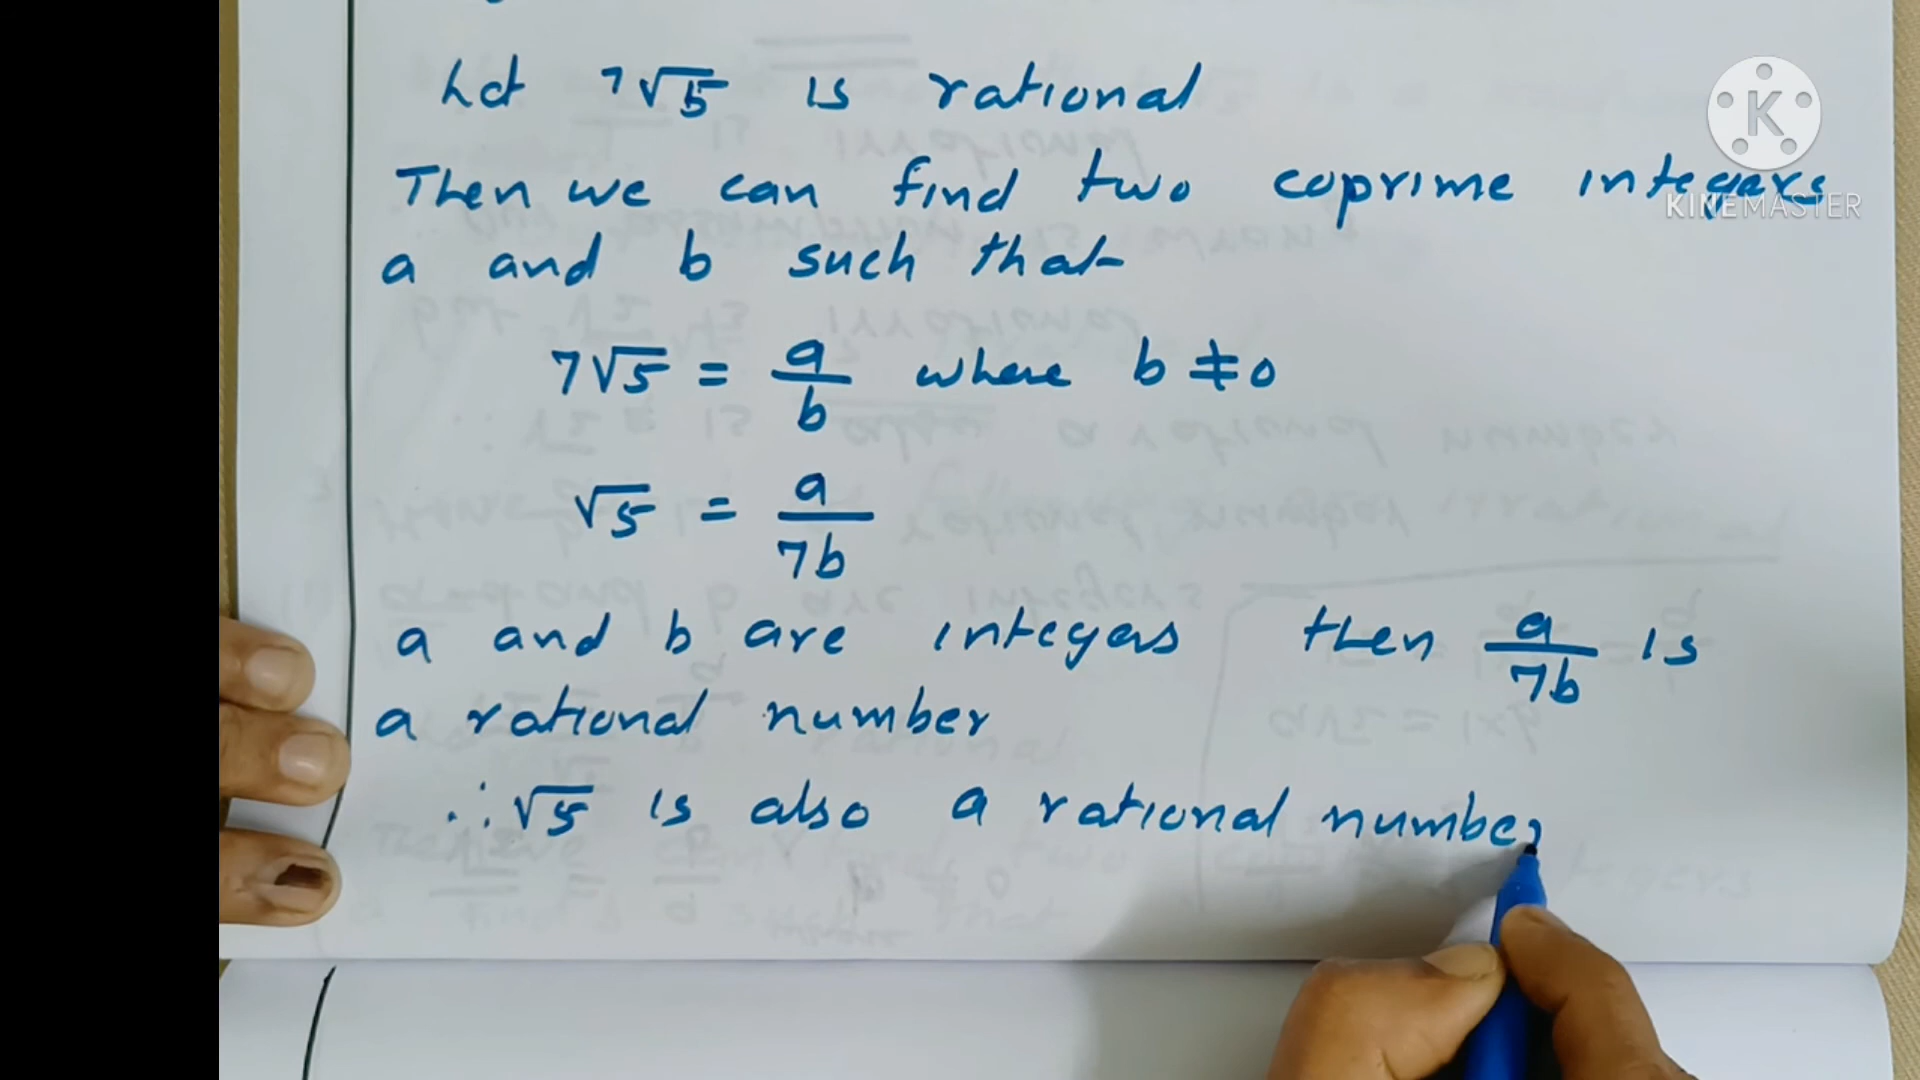 Let 7√5 is rational
Then we can find two coprime integers
a and b such that
7√5 = a/b where b ≠ 0
√5 = a/7b
a and b are integers then a/7b is
a rational number
∴ √5 is also a rational number
K
KINEMASTER